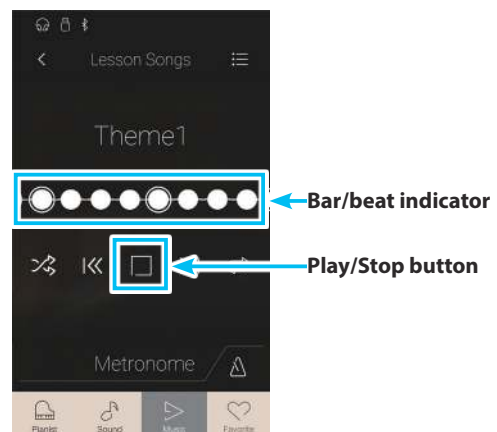 Lesson Songs
Theme1
Bar/beat indicator
Play/Stop button
Metronome
Pianist Sound Music Favorite